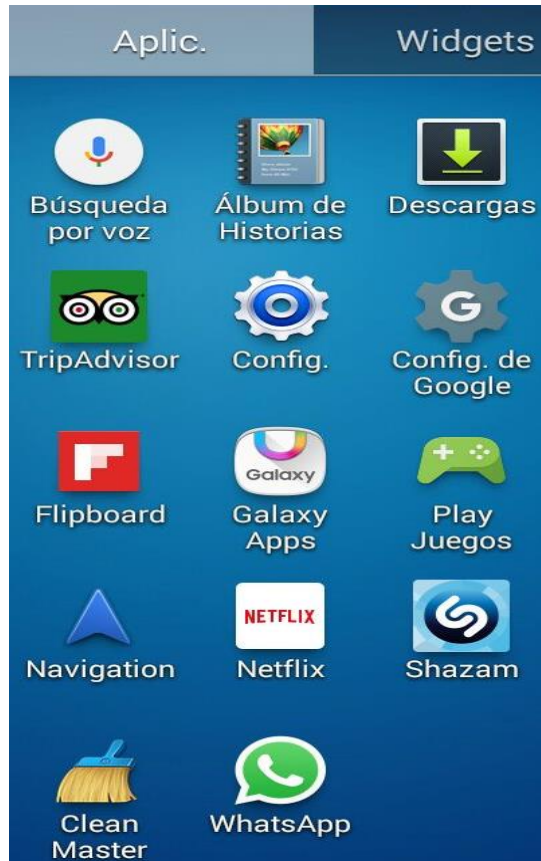 Aplic.
Widgets
Búsqueda
por voz
Álbum de
Historias
Descargas
TripAdvisor
Config.
G
Config. de
Google
Flipboard
Galaxy
Galaxy
Apps
Play
Juegos
Navigation
NETFLIX
Netflix
Shazam
Clean
Master
WhatsApp